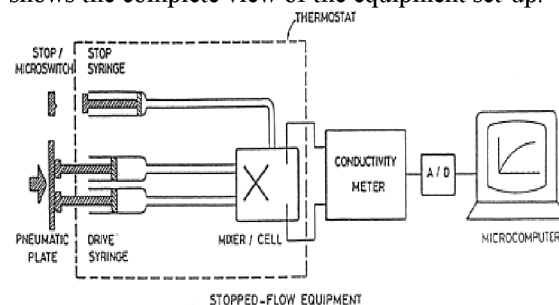 shows the complete view of the equipment set-up.
THERMOSTAT
STOP / MICROSWITCH
STOP SYRINGE
CONDUCTIVITY METER
A / D
PNEUMATIC PLATE
DRIVE SYRINGE
MIXER / CELL
MICROCOMPUTER
STOPPED-FLOW EQUIPMENT